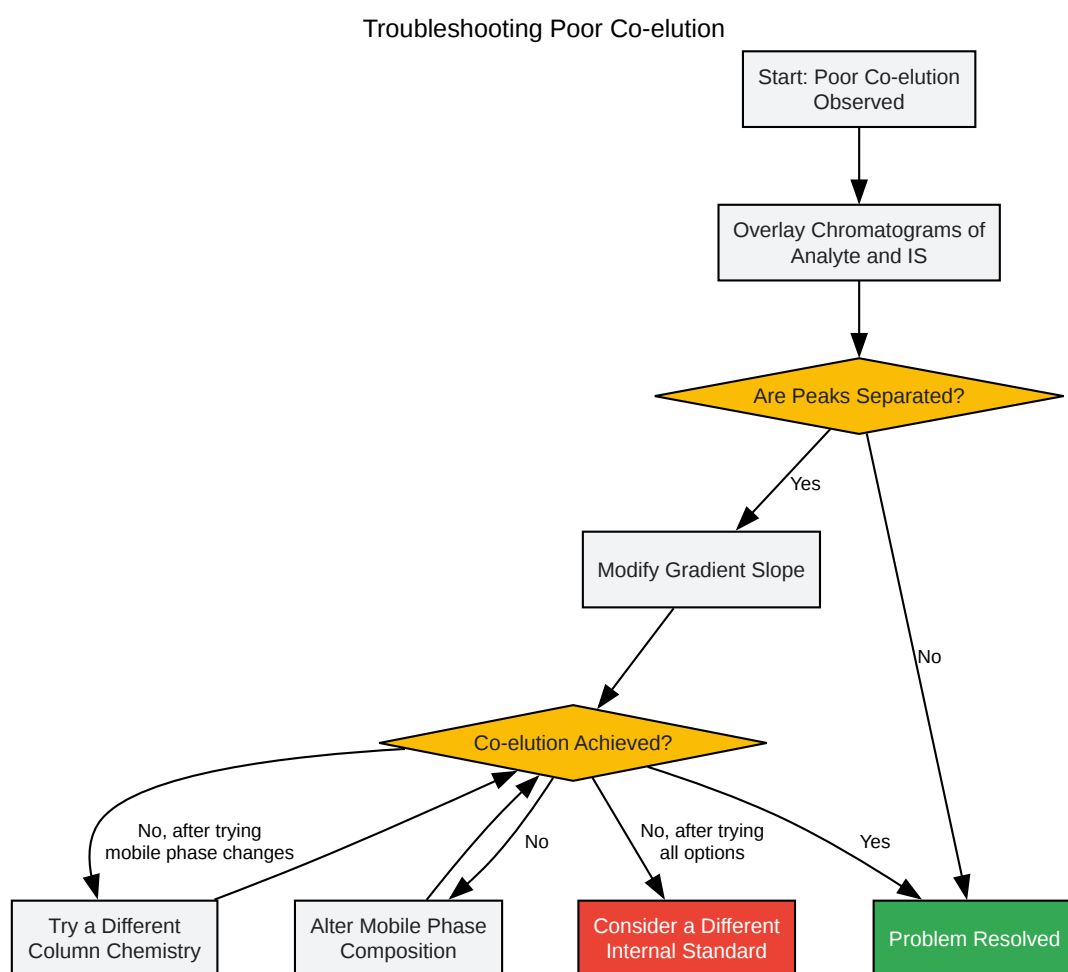 Troubleshooting Poor Co-elution
Start: Poor Co-elution
Observed
Overlay Chromatograms of
Analyte and IS
Are Peaks Separated?
Yes
Modify Gradient Slope
No
Co-elution Achieved?
No, after trying
mobile phase changes
No
No, after trying
all options
Yes
Try a Different
Column Chemistry
Alter Mobile Phase
Composition
Consider a Different
Internal Standard
Problem Resolved